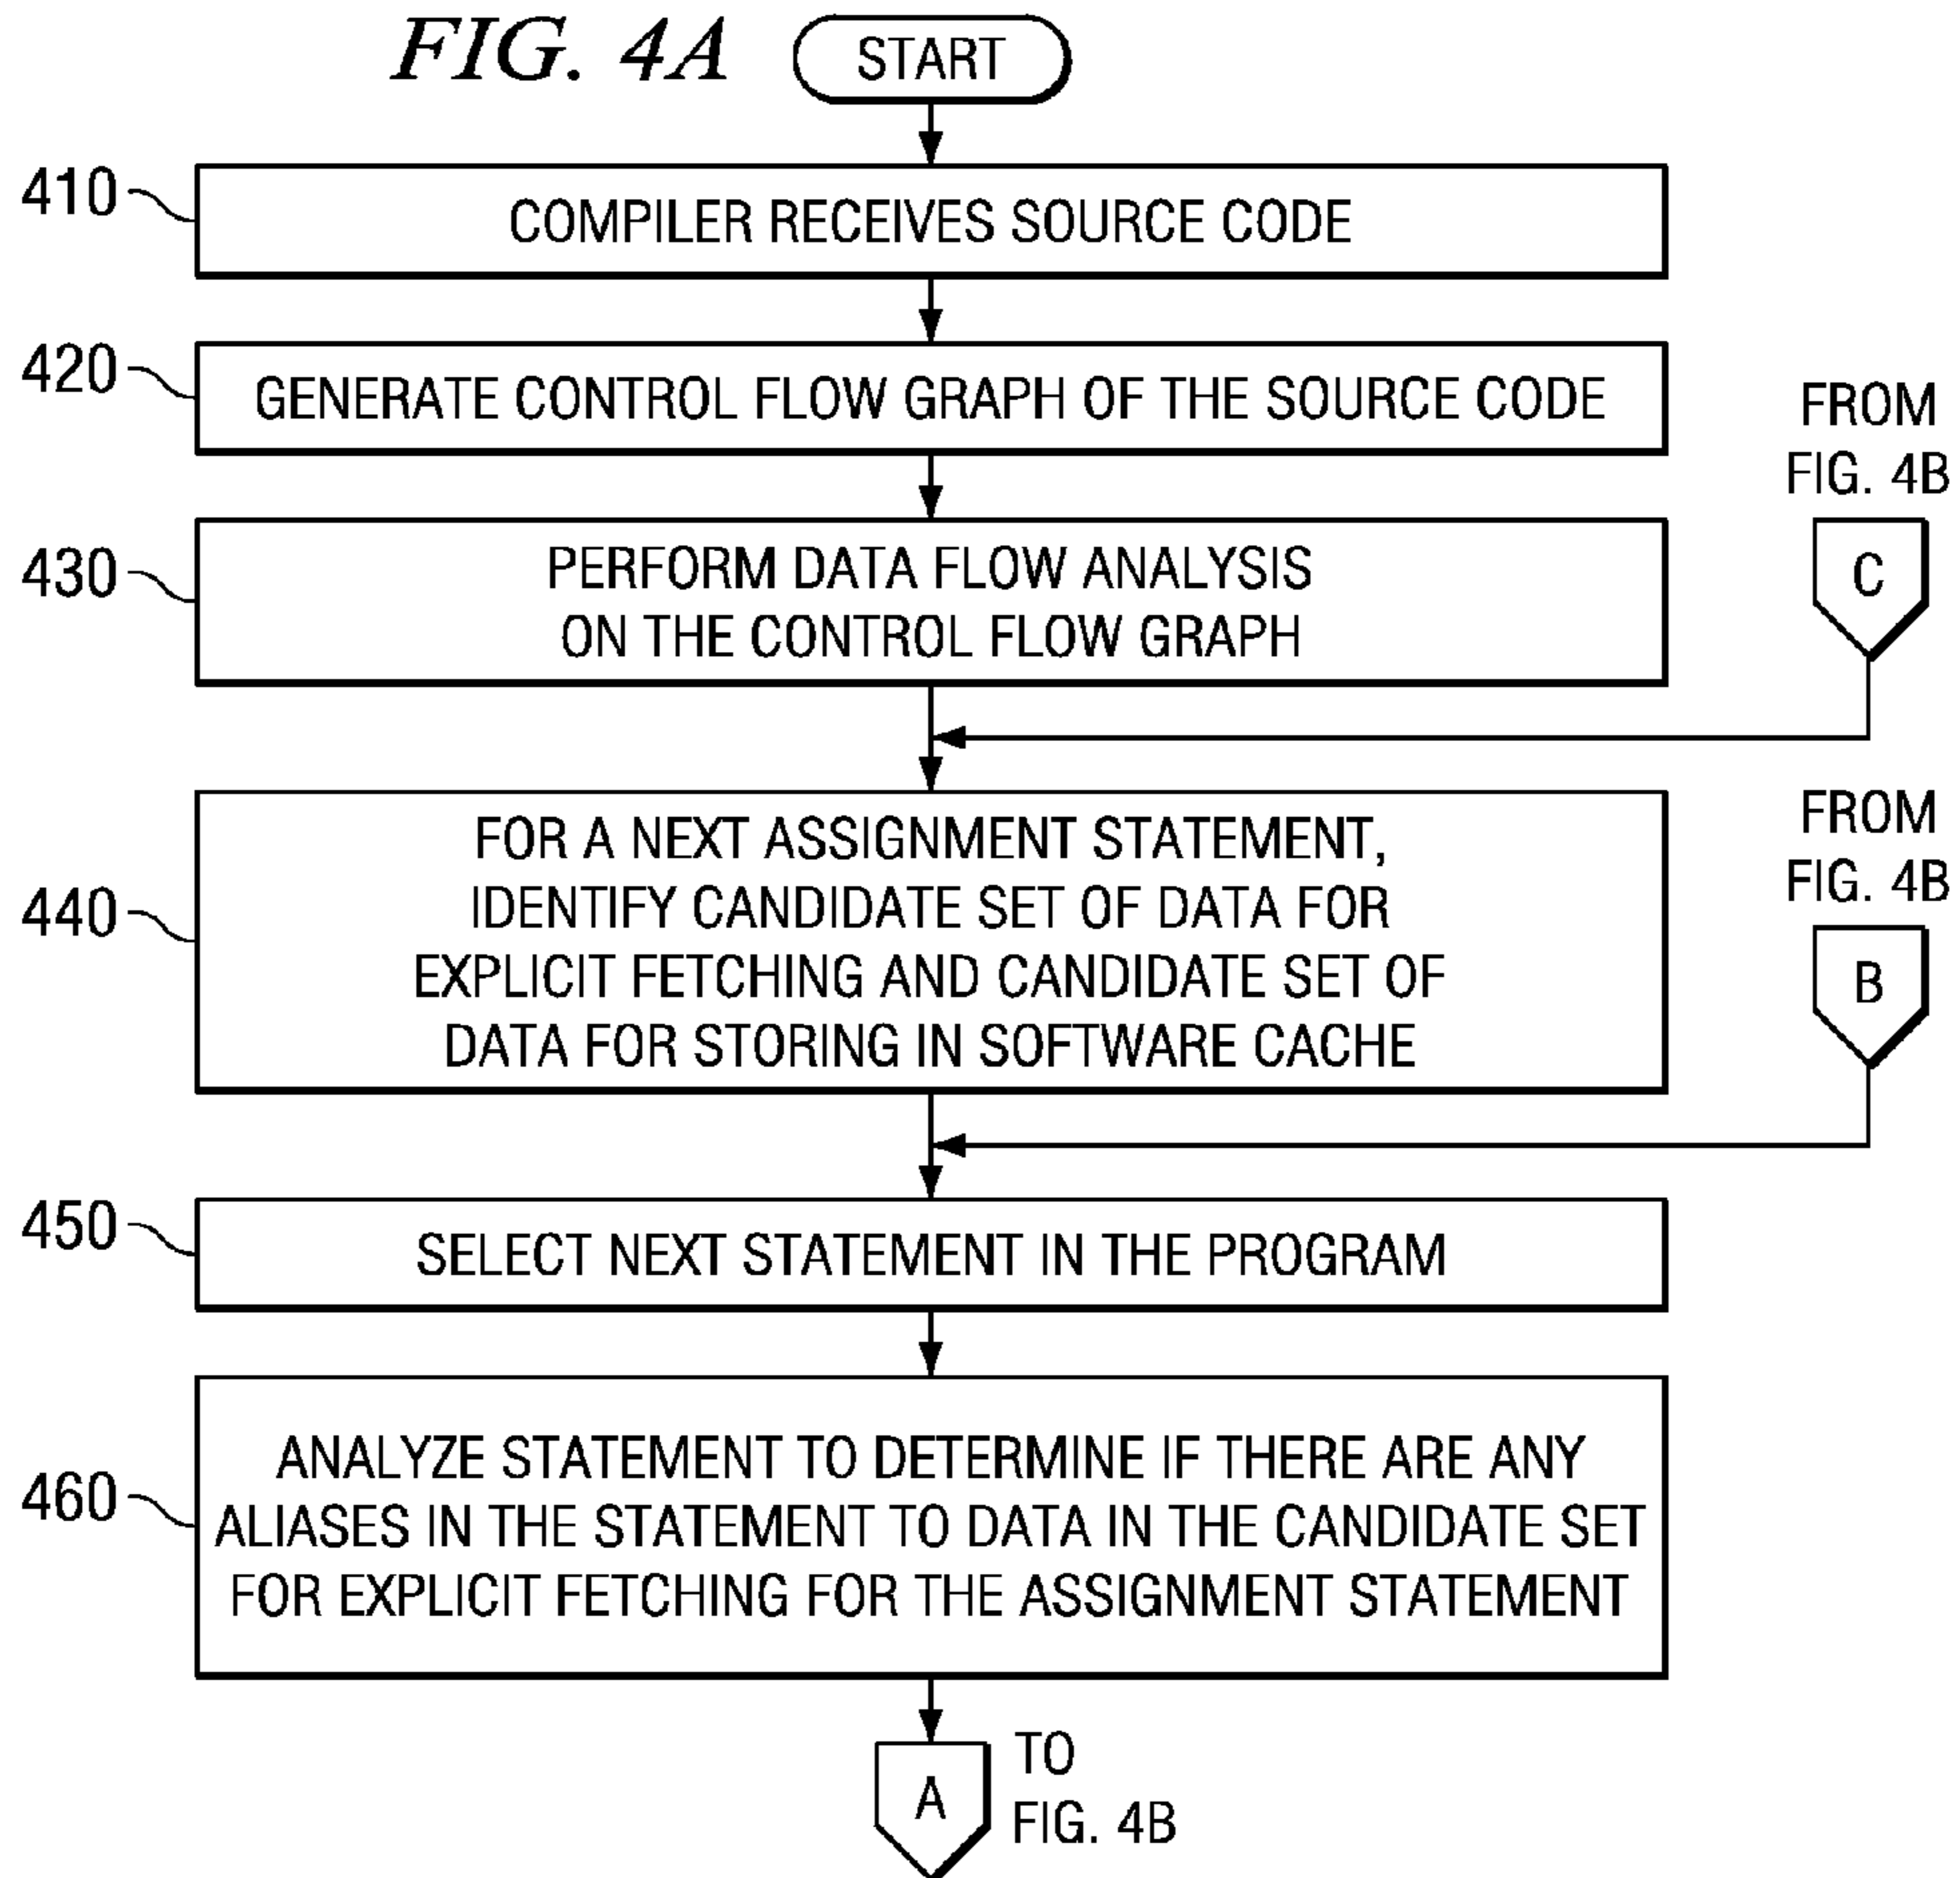 FIG. 4A
START
410
COMPILER RECEIVES SOURCE CODE
420
GENERATE CONTROL FLOW GRAPH OF THE SOURCE CODE
FROM
FIG. 4B
C
430
PERFORM DATA FLOW ANALYSIS
ON THE CONTROL FLOW GRAPH
440
FOR A NEXT ASSIGNMENT STATEMENT,
IDENTIFY CANDIDATE SET OF DATA FOR
EXPLICIT FETCHING AND CANDIDATE SET OF
DATA FOR STORING IN SOFTWARE CACHE
FROM
FIG. 4B
B
450
SELECT NEXT STATEMENT IN THE PROGRAM
460
ANALYZE STATEMENT TO DETERMINE IF THERE ARE ANY
ALIASES IN THE STATEMENT TO DATA IN THE CANDIDATE SET
FOR EXPLICIT FETCHING FOR THE ASSIGNMENT STATEMENT
A
TO
FIG. 4B